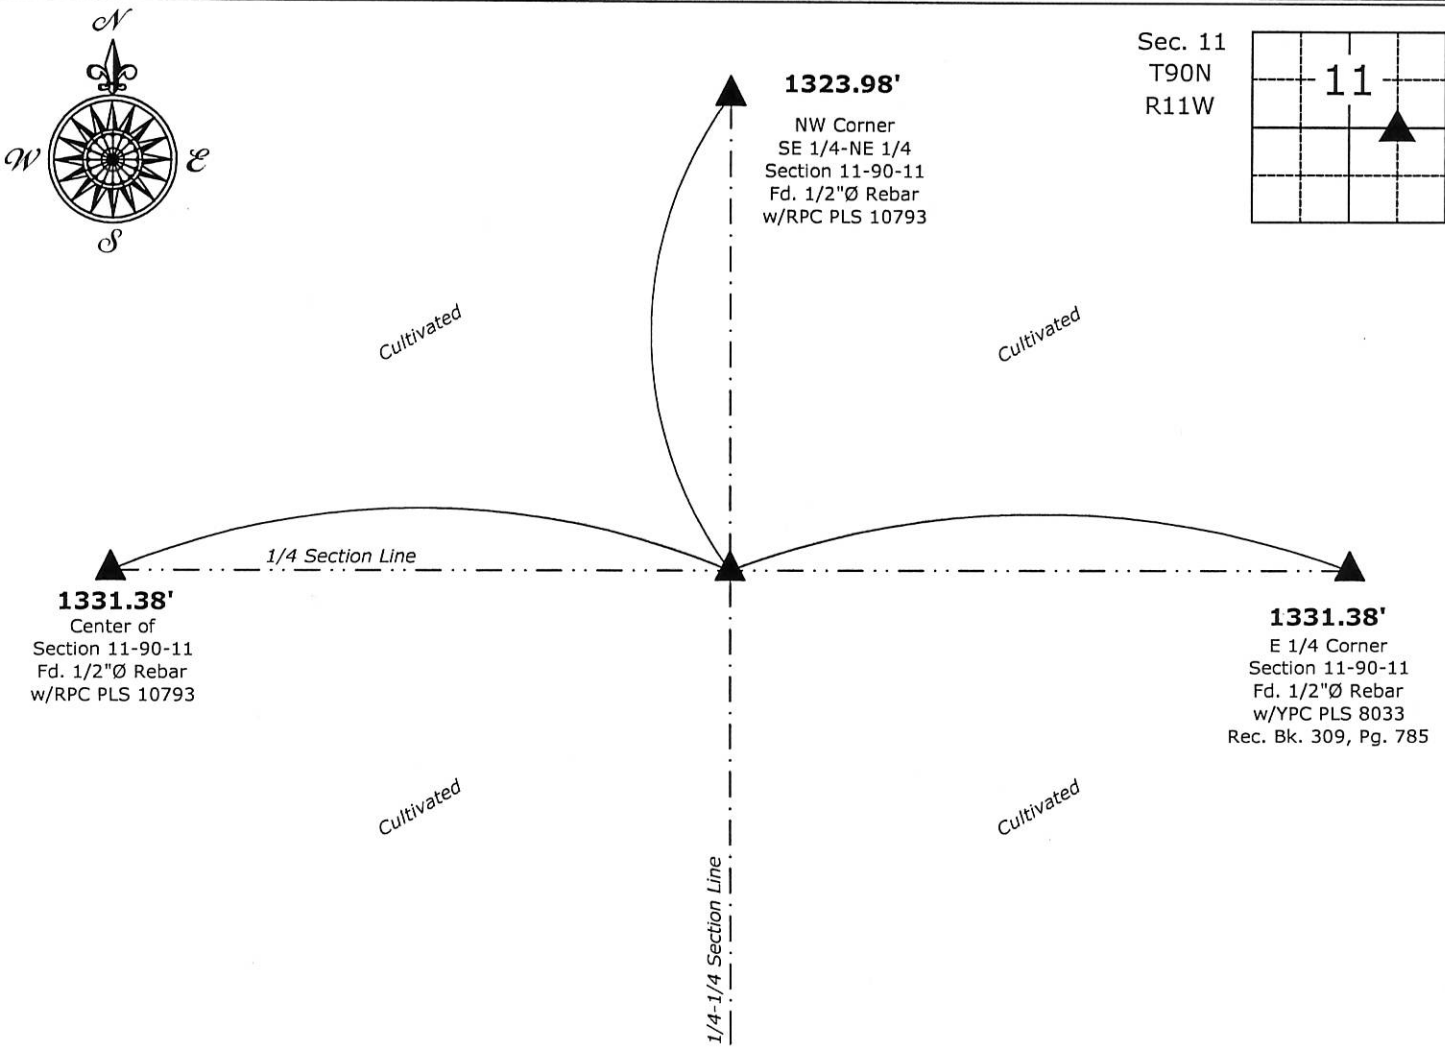 N
W
E
S
Sec. 11
T90N
R11W
11
1323.98'
NW Corner
SE 1/4-NE 1/4
Section 11-90-11
Fd. 1/2"Ø Rebar
w/RPC PLS 10793
Cultivated
Cultivated
1/4 Section Line
1331.38'
Center of
Section 11-90-11
Fd. 1/2"Ø Rebar
w/RPC PLS 10793
1331.38'
E 1/4 Corner
Section 11-90-11
Fd. 1/2"Ø Rebar
w/YPC PLS 8033
Rec. Bk. 309, Pg. 785
Cultivated
Cultivated
1/4-1/4 Section Line